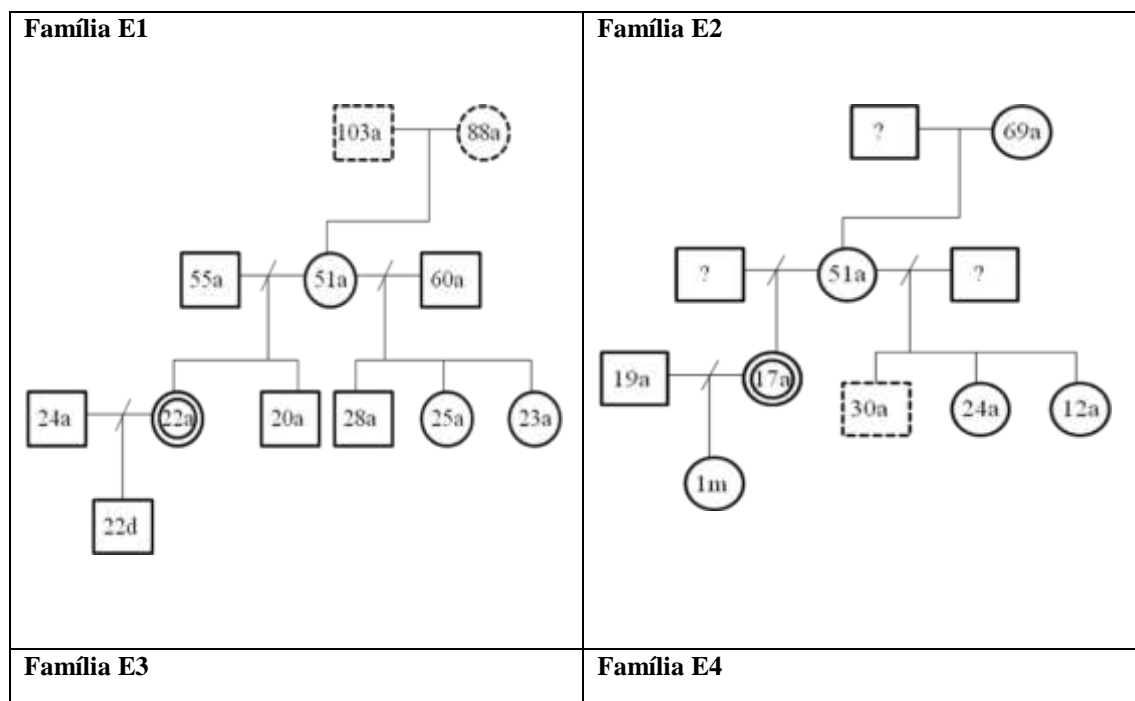 Família E1
103a 88a
55a 51a 60a
24a 22a 20a 28a 25a 23a
22d
Família E2
? 69a
? 51a ?
19a 17a 30a 24a 12a
1m
Família E3
Família E4